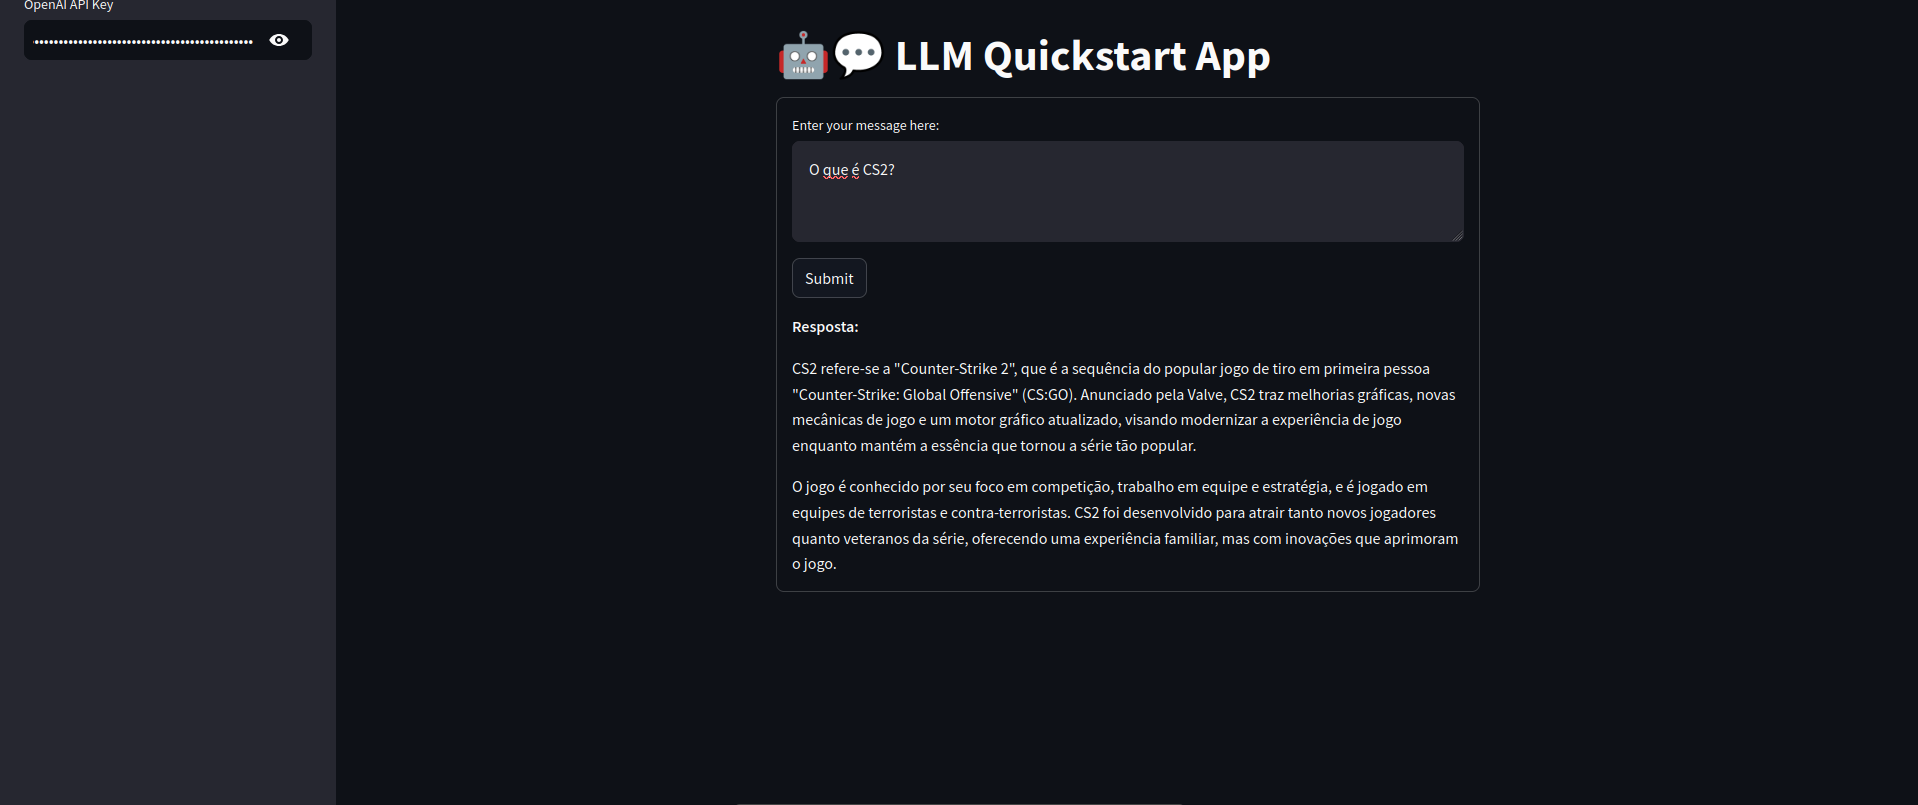 OpenAI API Key
LLM Quickstart App
Enter your message here:
O que é CS2?
Submit
Resposta:
CS2 refere-se a "Counter-Strike 2", que é a sequência do popular jogo de tiro em primeira pessoa
"Counter-Strike: Global Offensive" (CS:GO). Anunciado pela Valve, CS2 traz melhorias gráficas, novas
mecânicas de jogo e um motor gráfico atualizado, visando modernizar a experiência de jogo
enquanto mantém a essência que tornou a série tão popular.
O jogo é conhecido por seu foco em competição, trabalho em equipe e estratégia, e é jogado em
equipes de terroristas e contra-terroristas. CS2 foi desenvolvido para atrair tanto novos jogadores
quanto veteranos da série, oferecendo uma experiência familiar, mas com inovações que aprimoram
o jogo.